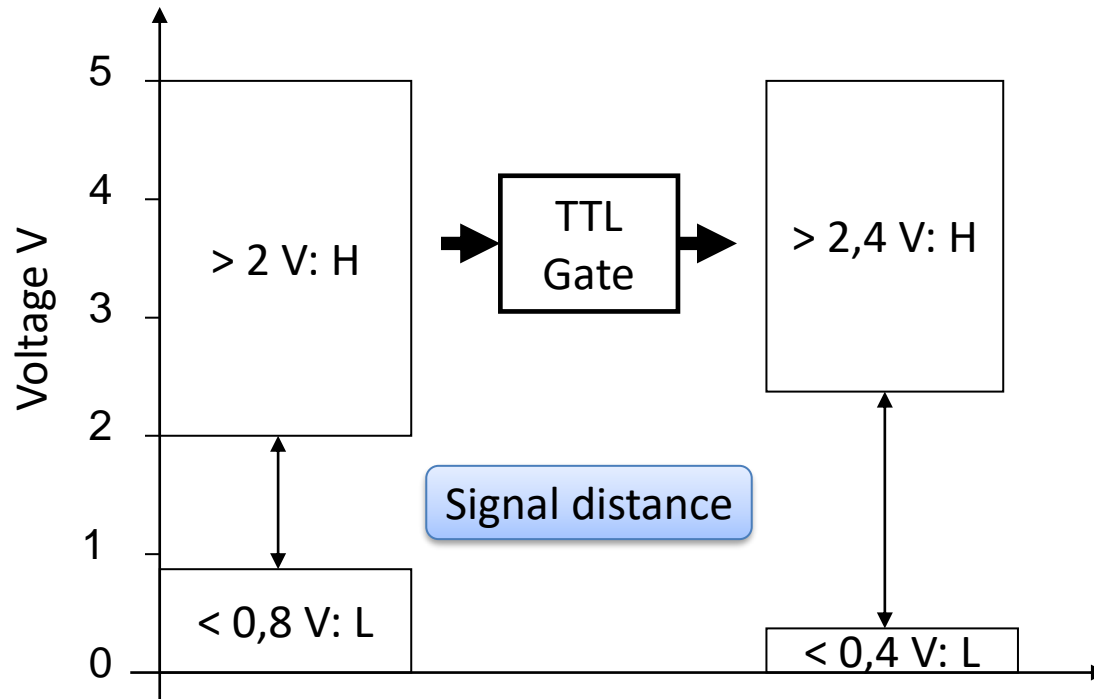 Voltage V
5
4
3
2
1
0
> 2 V: H
< 0,8 V: L
TTL
Gate
Signal distance
> 2,4 V: H
< 0,4 V: L